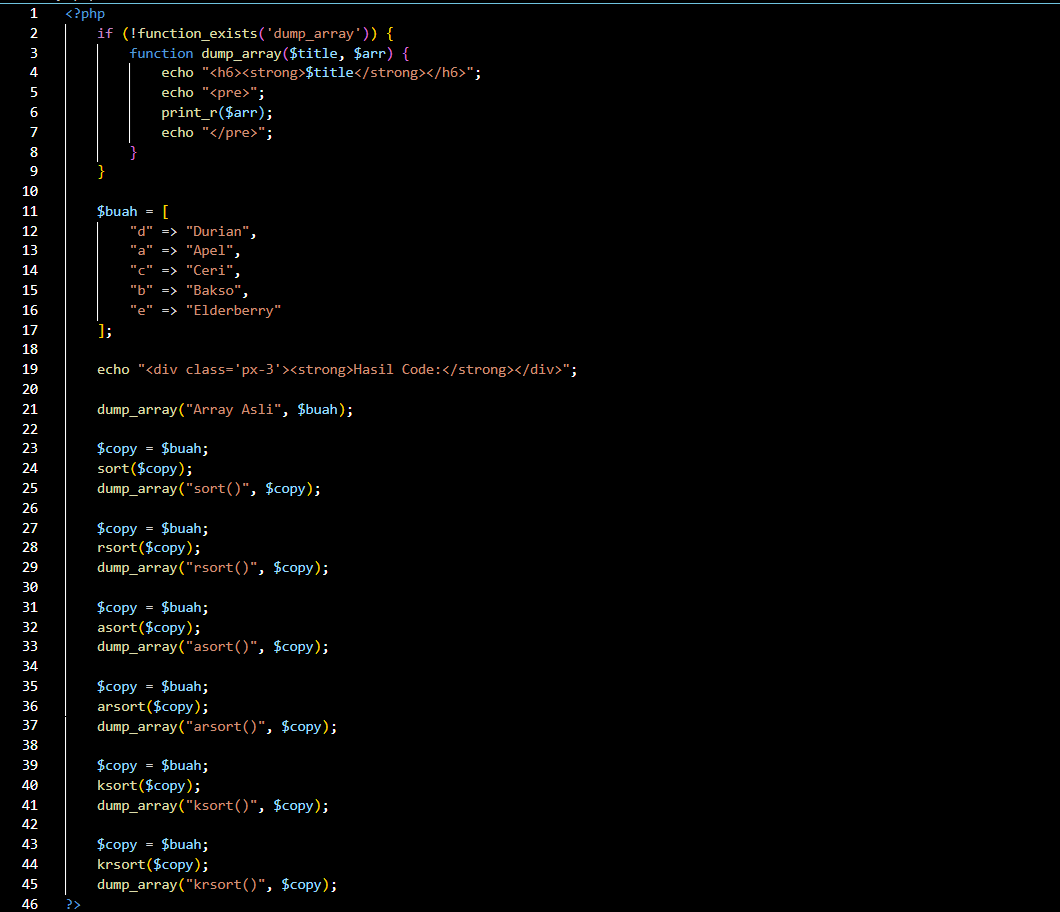 1 <?php
2     if (!function_exists('dump_array')) {
3         function dump_array($title, $arr) {
4             echo "<h6><strong>$title</strong></h6>";
5             echo "<pre>";
6             print_r($arr);
7             echo "</pre>";
8         }
9     }
10
11     $buah = [
12         "d" => "Durian",
13         "a" => "Apel",
14         "c" => "Ceri",
15         "b" => "Bakso",
16         "e" => "Elderberry"
17     ];
18
19     echo "<div class='px-3'><strong>Hasil Code:</strong></div>";
20
21     dump_array("Array Asli", $buah);
22
23     $copy = $buah;
24     sort($copy);
25     dump_array("sort()", $copy);
26
27     $copy = $buah;
28     rsort($copy);
29     dump_array("rsort()", $copy);
30
31     $copy = $buah;
32     asort($copy);
33     dump_array("asort()", $copy);
34
35     $copy = $buah;
36     arsort($copy);
37     dump_array("arsort()", $copy);
38
39     $copy = $buah;
40     ksort($copy);
41     dump_array("ksort()", $copy);
42
43     $copy = $buah;
44     krsort($copy);
45     dump_array("krsort()", $copy);
46 ?>